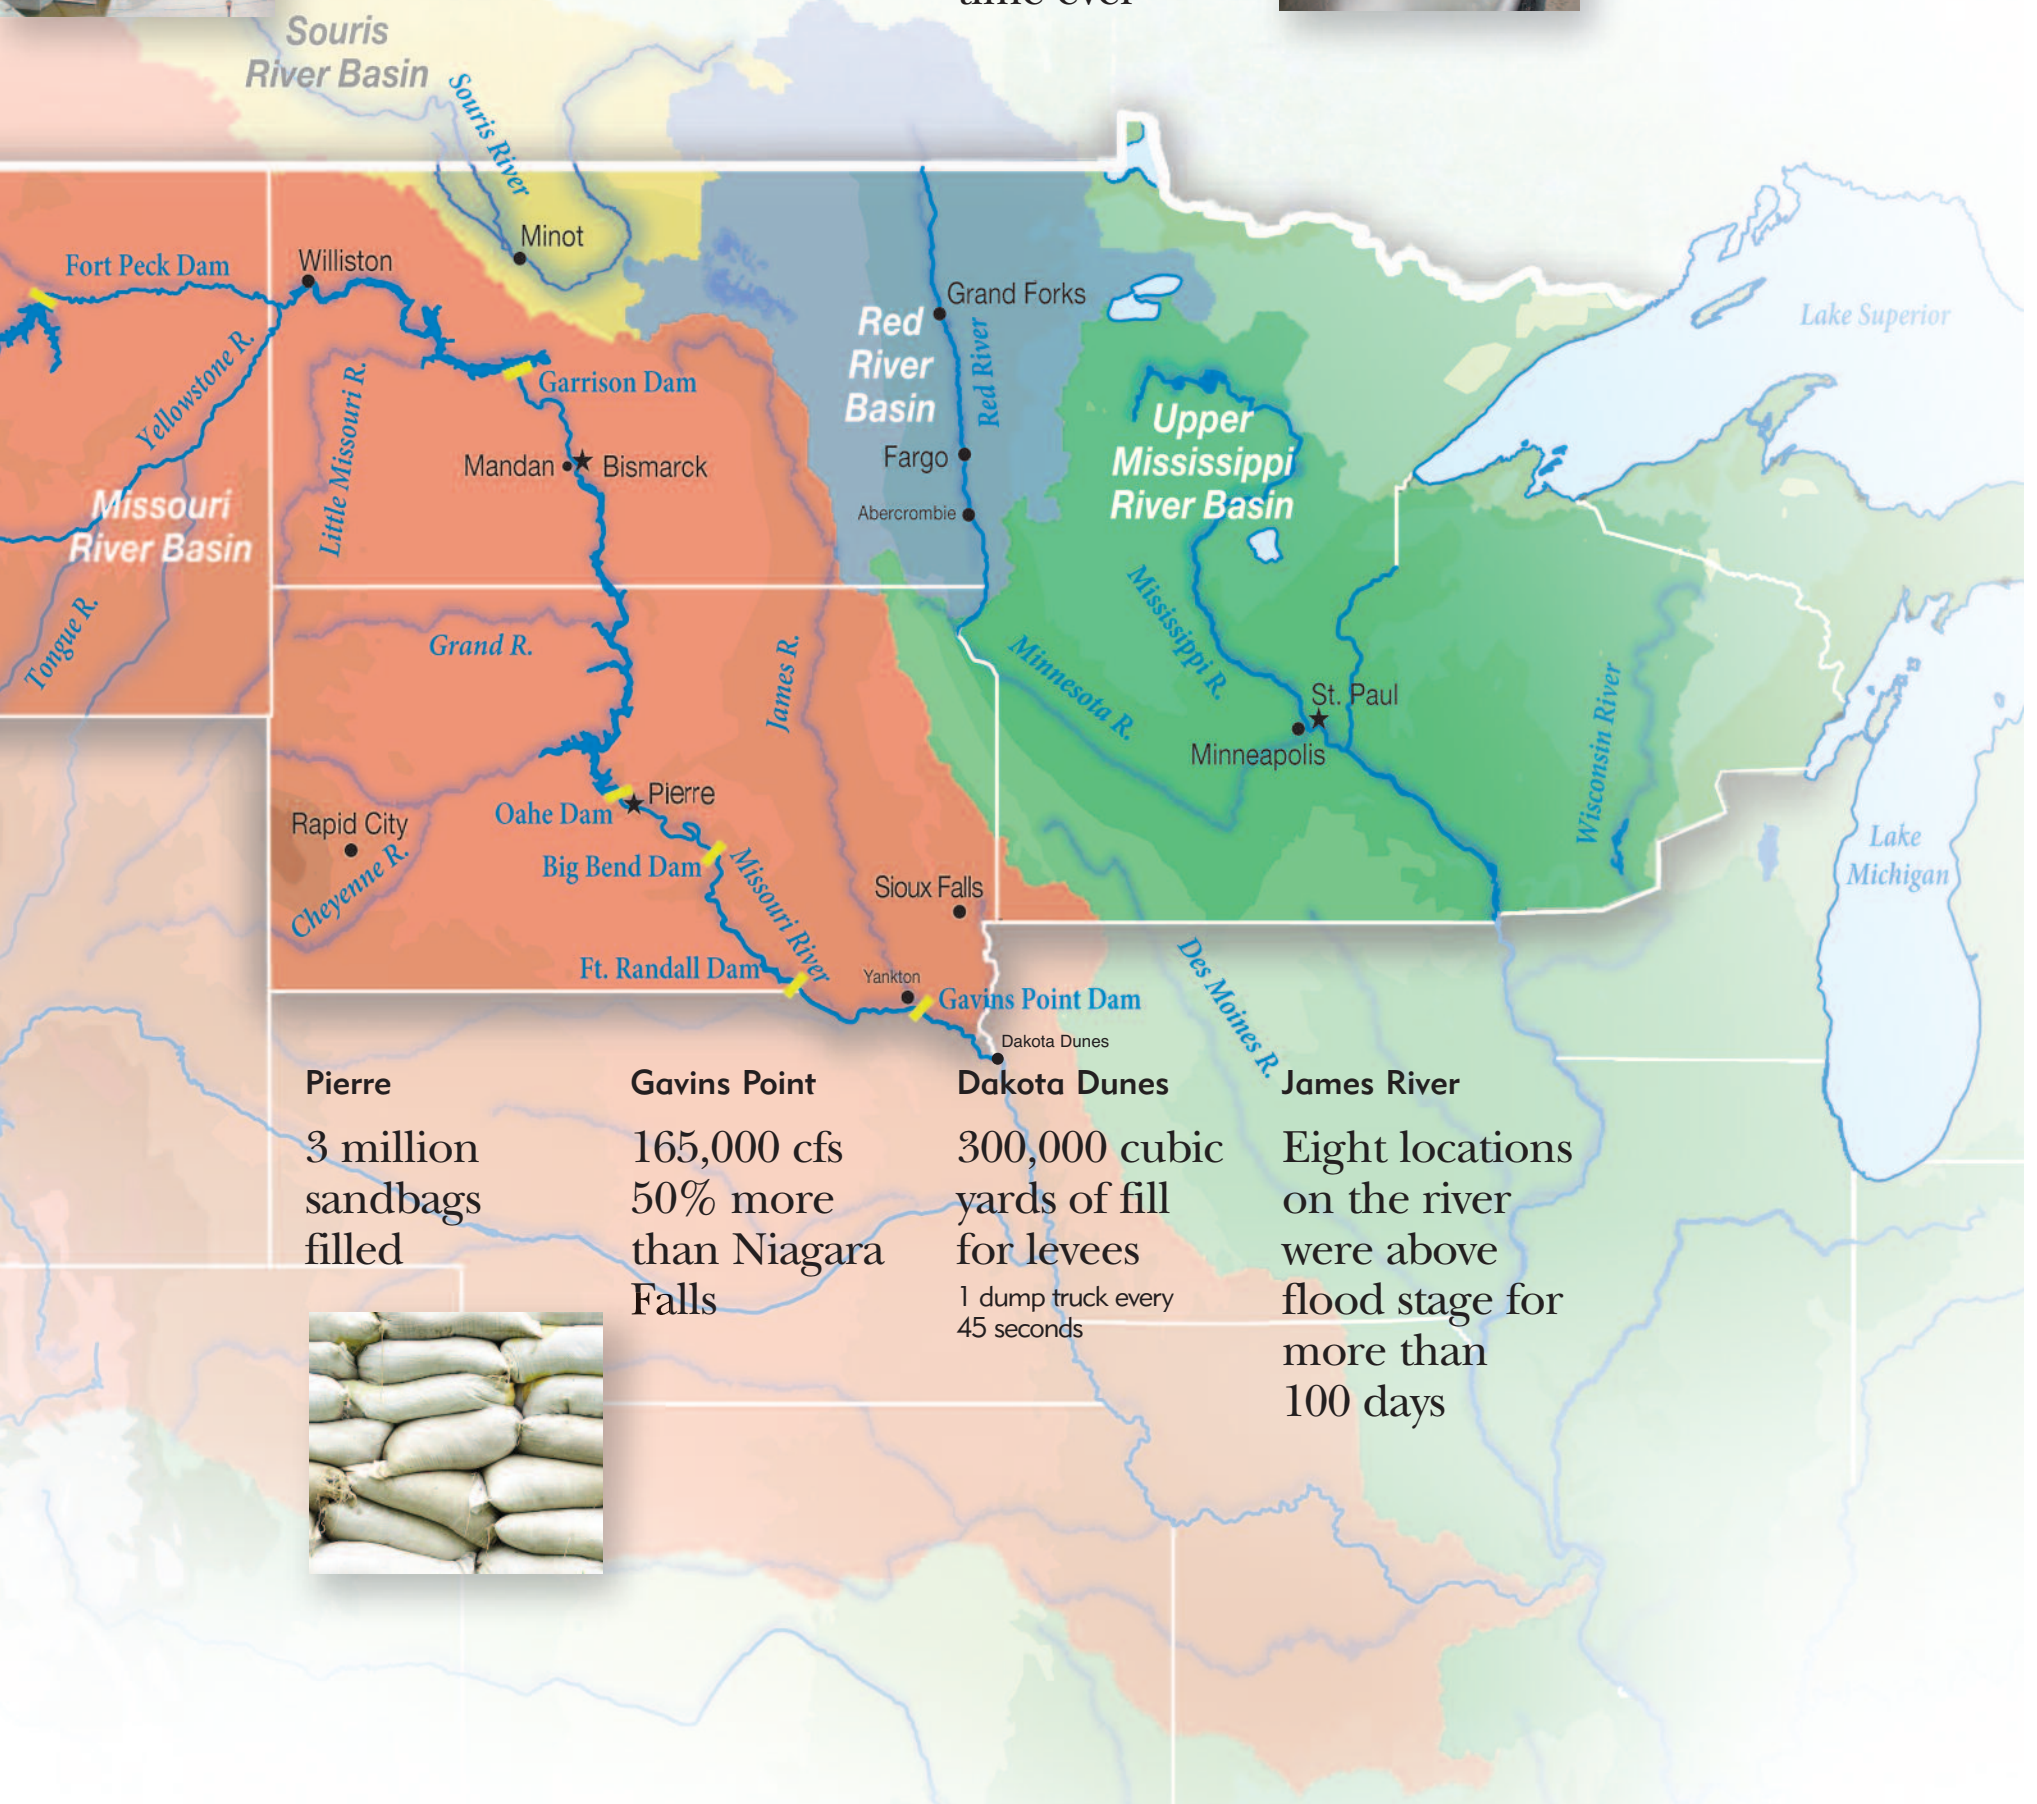 time ever
Souris
River Basin
Souris River
Minot
Fort Peck Dam
Williston
Yellowstone R.
Little Missouri R.
Garrison Dam
Mandan
Bismarck
Missouri
River Basin
Tongue R.
Grand Forks
Red
River
Basin
Red River
Fargo
Abercrombie
Upper
Mississippi
River Basin
Lake Superior
Grand R.
James R.
Mississippi R.
Minnesota R.
St. Paul
Minneapolis
Wisconsin River
Lake
Michigan
Pierre
Oahe Dam
Rapid City
Cheyenne R.
Big Bend Dam
Missouri River
Sioux Falls
Ft. Randall Dam
Yankton
Gavins Point Dam
Des Moines R.
Dakota Dunes
Pierre
3 million
sandbags
filled
Gavins Point
165,000 cfs
50% more
than Niagara
Falls
Dakota Dunes
300,000 cubic
yards of fill
for levees
1 dump truck every
45 seconds
James River
Eight locations
on the river
were above
flood stage for
more than
100 days